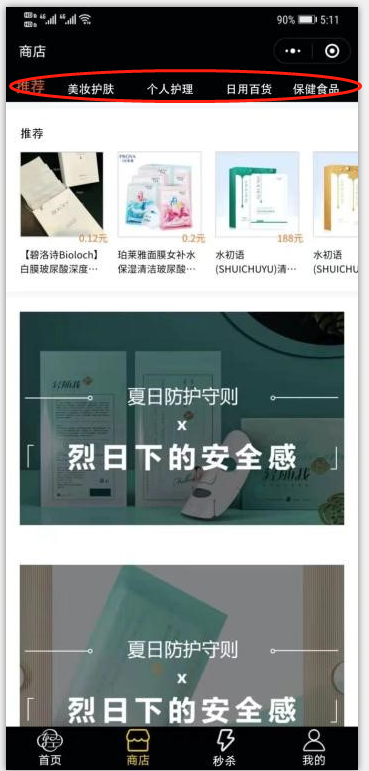 90% 5:11
商店
推荐 美妆护肤 个人护理 日用百货 保健食品
推荐
PROYA
BIOLOCH
0.12元
0.2元
188元
【碧洛诗Bioloch】
白膜玻尿酸深度…
珀莱雅面膜女补水
保湿清洁玻尿酸…
水初语
(SHUICHUYU)清…
水初语
(SHUICHU
夏日防护守则
x
「 烈日下的安全感 」
夏日防护守则
x
「 烈日下的安全感 」
首页 商店 秒杀 我的